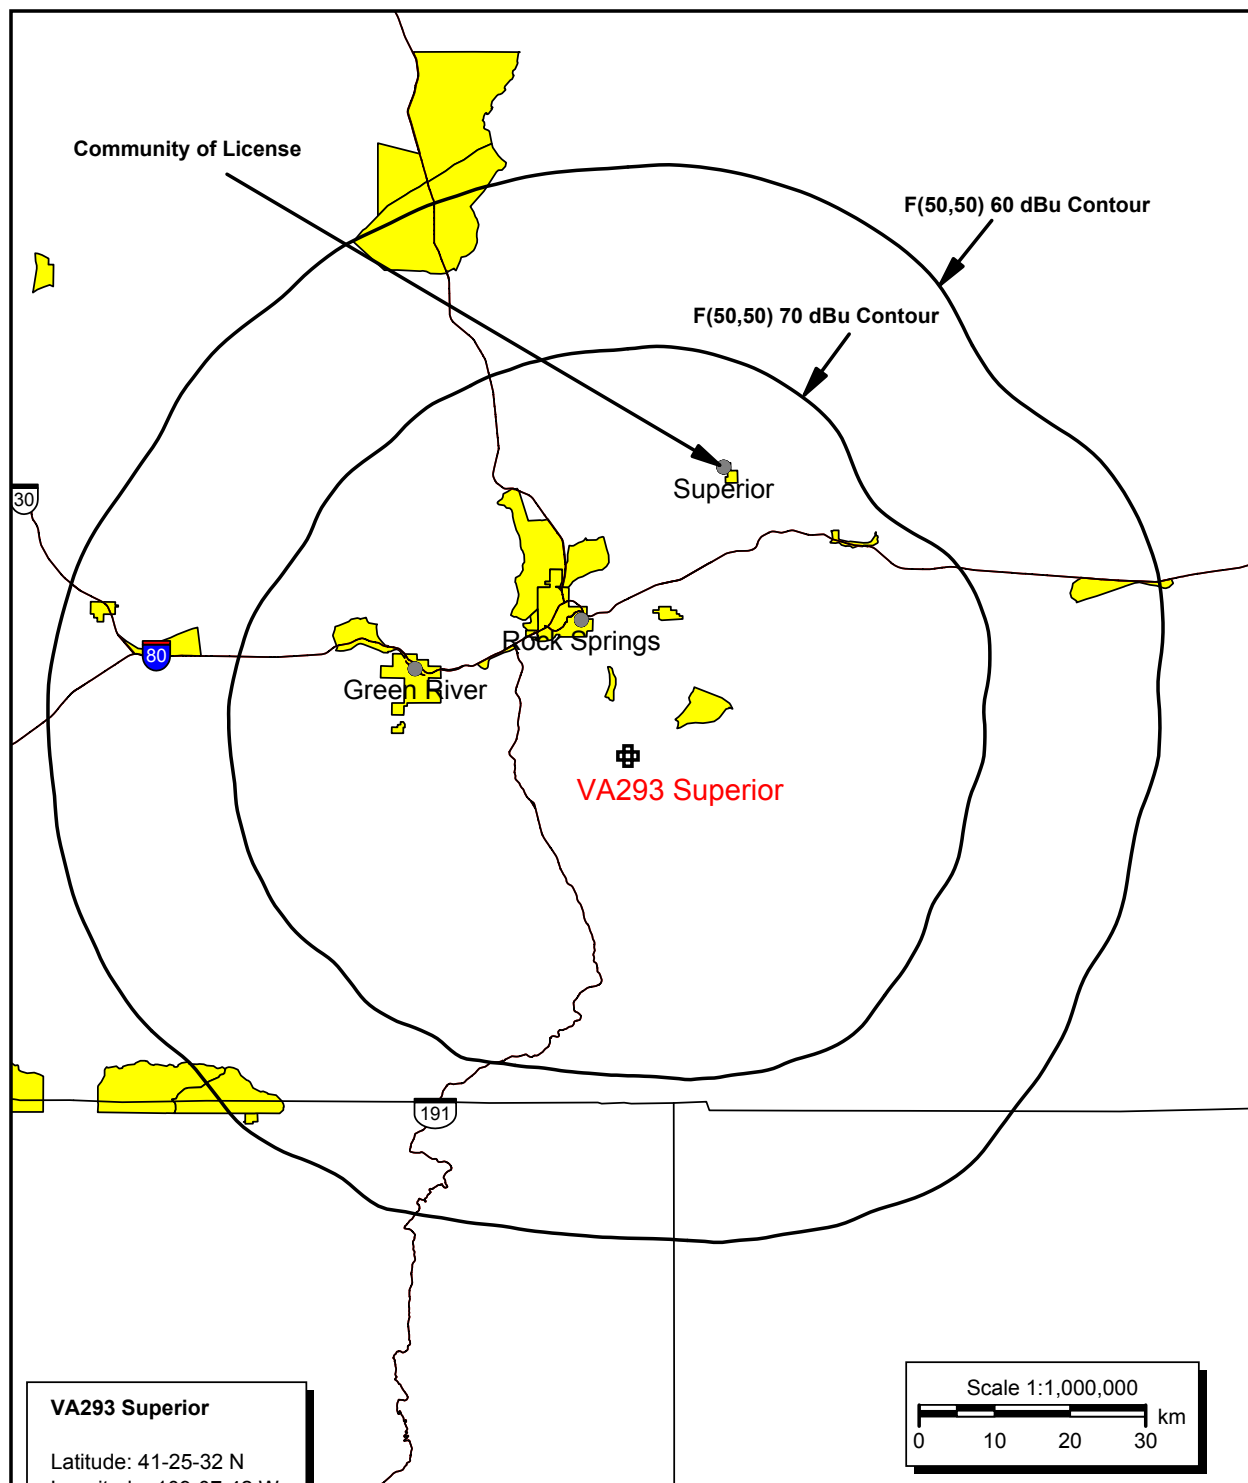 Community of License
F(50,50) 60 dBu Contour
F(50,50) 70 dBu Contour
Superior
30
Rock Springs
80
Green River
VA293 Superior
191
VA293 Superior
Latitude: 41-25-32 N
Scale 1:1,000,000
km
0 10 20 30